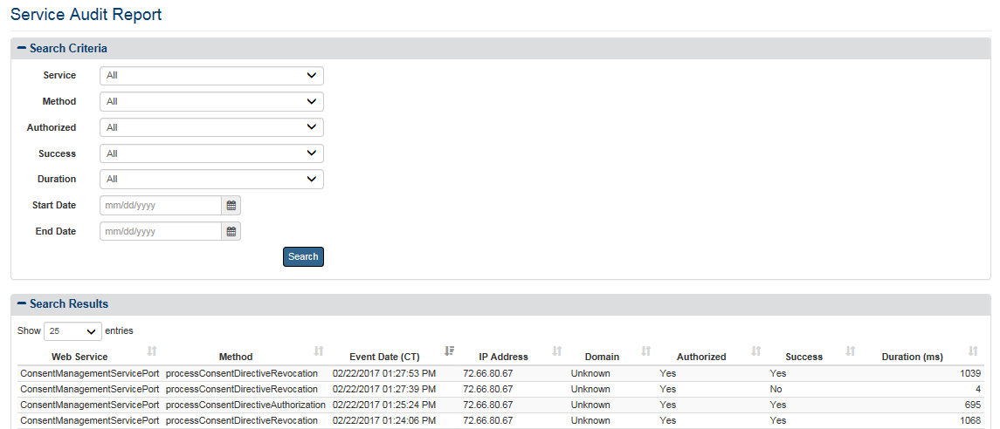 Service Audit Report
Search Criteria
Service All
Method All
Authorized All
Success All
Duration All
Start Date mm/dd/yyyy
End Date mm/dd/yyyy
Search
Search Results
Show 25 entries
Web Service Method Event Date (CT) IP Address Domain Authorized Success Duration (ms)
ConsentManagementServicePort processConsentDirectiveRevocation 02/22/2017 01:27:53 PM 72.66.80.67 Unknown Yes Yes 1039
ConsentManagementServicePort processConsentDirectiveRevocation 02/22/2017 01:27:39 PM 72.66.80.67 Unknown Yes No 4
ConsentManagementServicePort processConsentDirectiveAuthorization 02/22/2017 01:25:24 PM 72.66.80.67 Unknown Yes Yes 695
ConsentManagementServicePort processConsentDirectiveRevocation 02/22/2017 01:24:06 PM 72.66.80.67 Unknown Yes Yes 1068